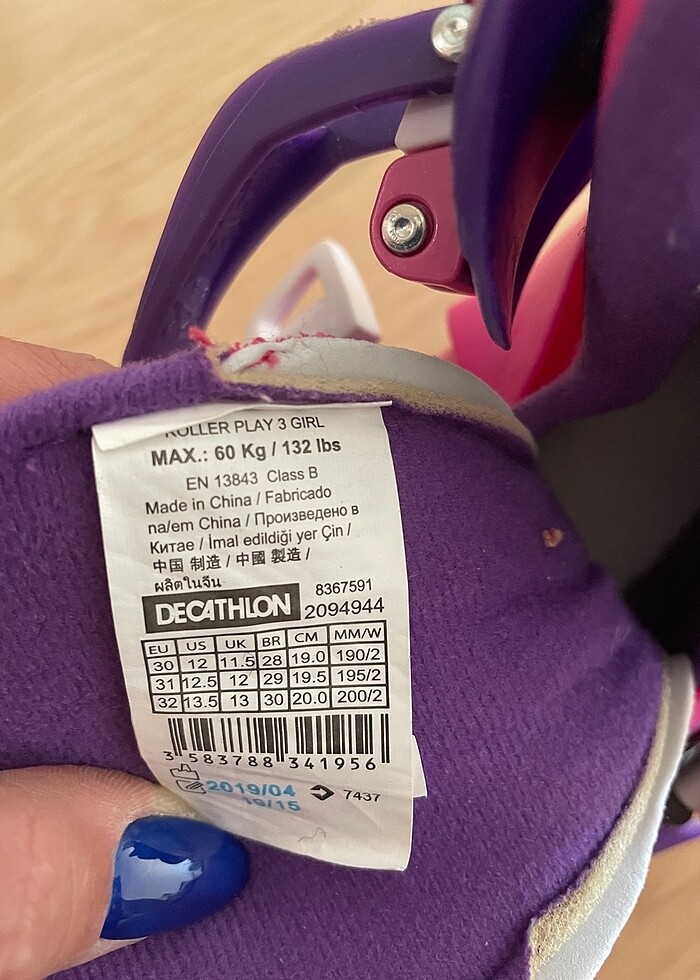 ROLLER PLAY 3 GIRL
MAX.: 60 Kg / 132 lbs
EN 13843 Class B
Made in China / Fabricado
na/em China / Произведено в
Китае / İmal edildiği yer Çin /
中国 制造 / 中國 製造 /
ผลิตในจีน
DECATHLON 8367591
2094944
EU US UK BR CM MM/W
30 12 11.5 28 19.0 190/2
31 12.5 12 29 19.5 195/2
32 13.5 13 30 20.0 200/2
3 583788 341956
2019/04 7437
19/15